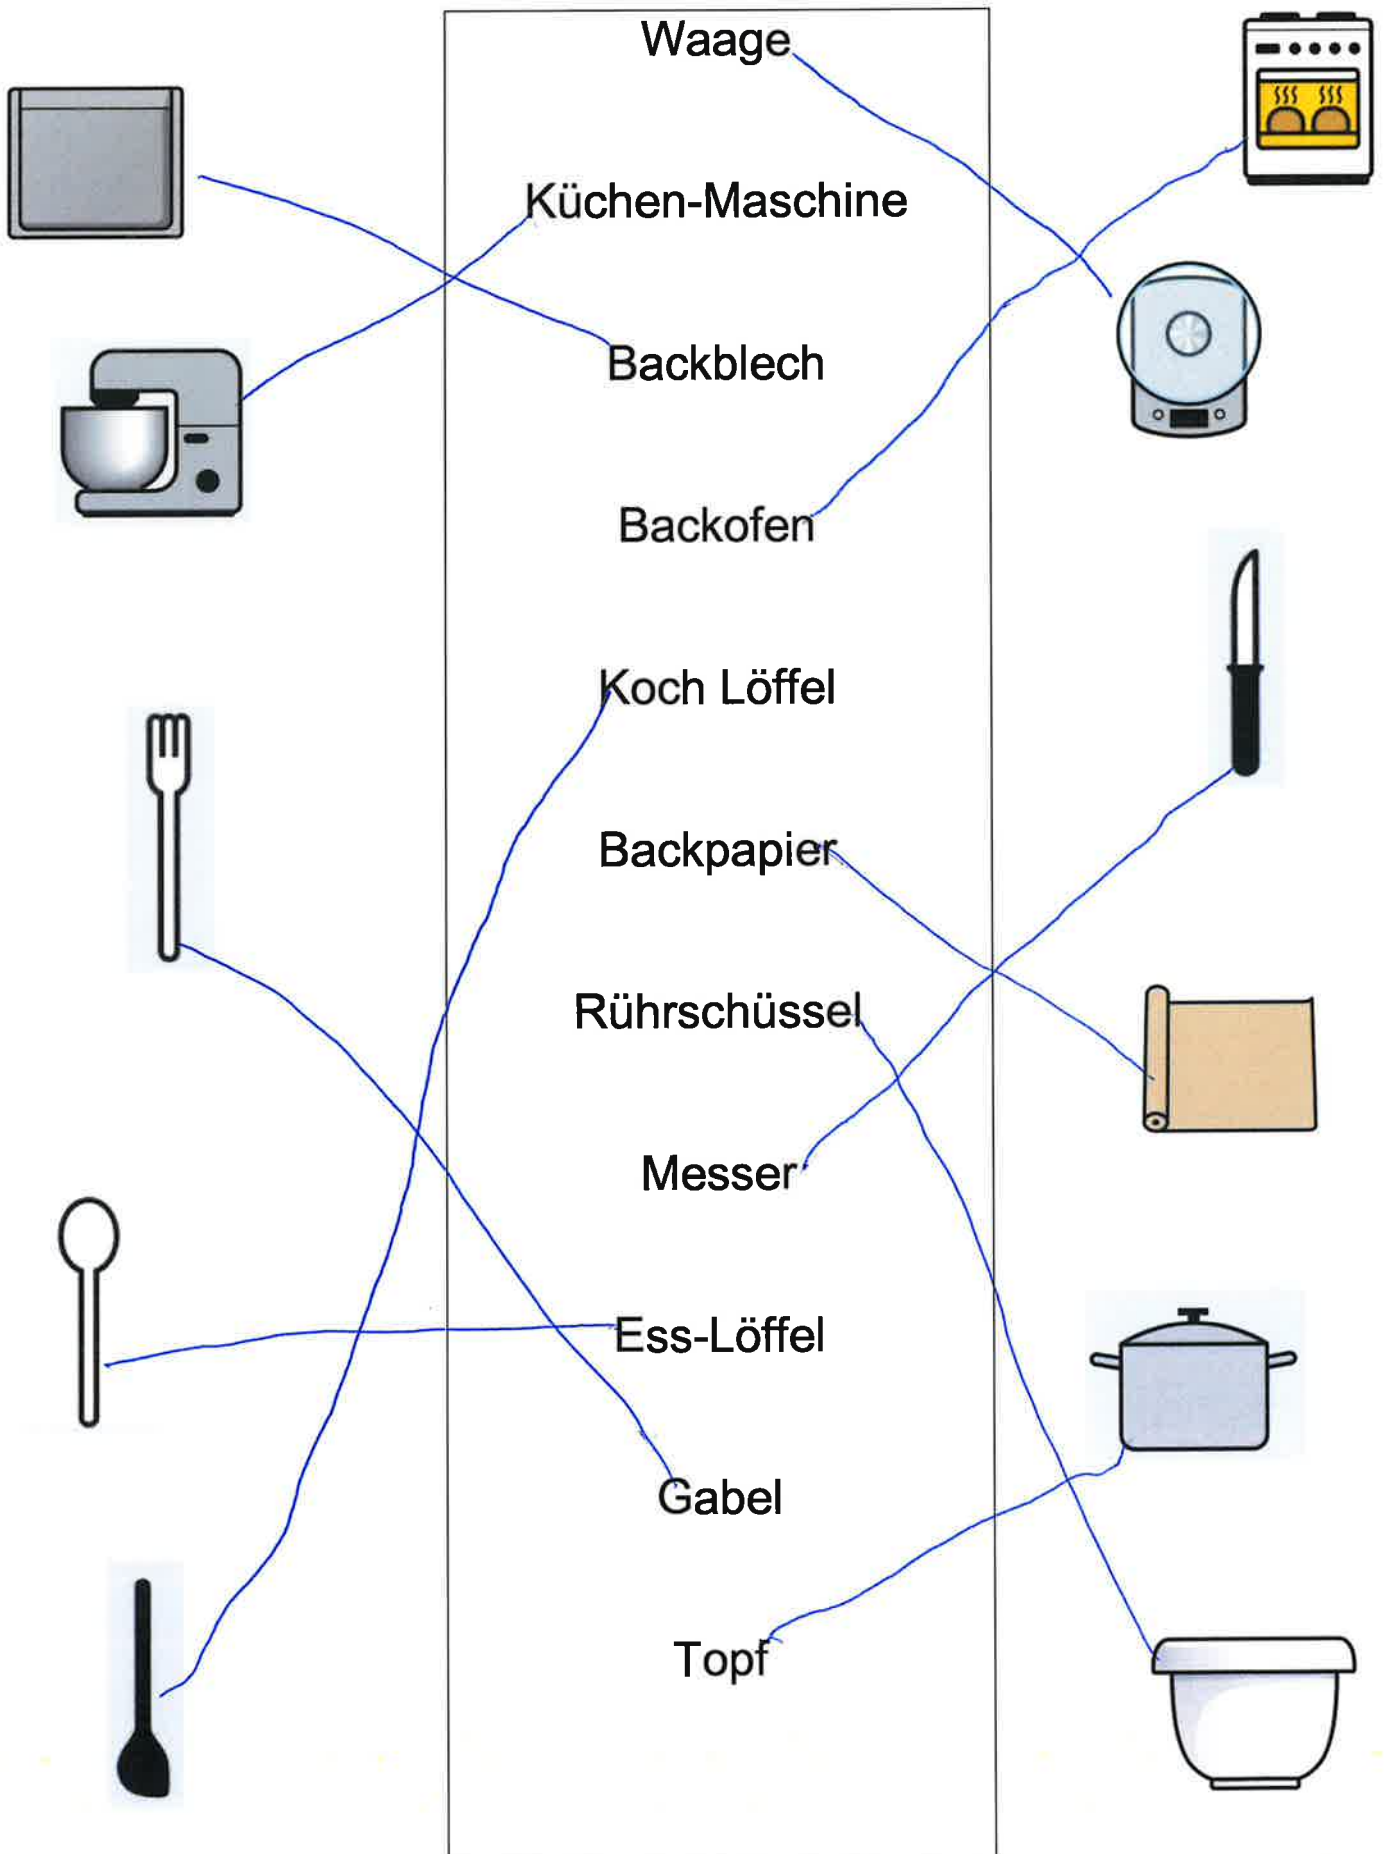 Waage
Küchen-Maschine
Backblech
Backofen
Koch Löffel
Backpapier
Rührschüssel
Messer
Ess-Löffel
Gabel
Topf